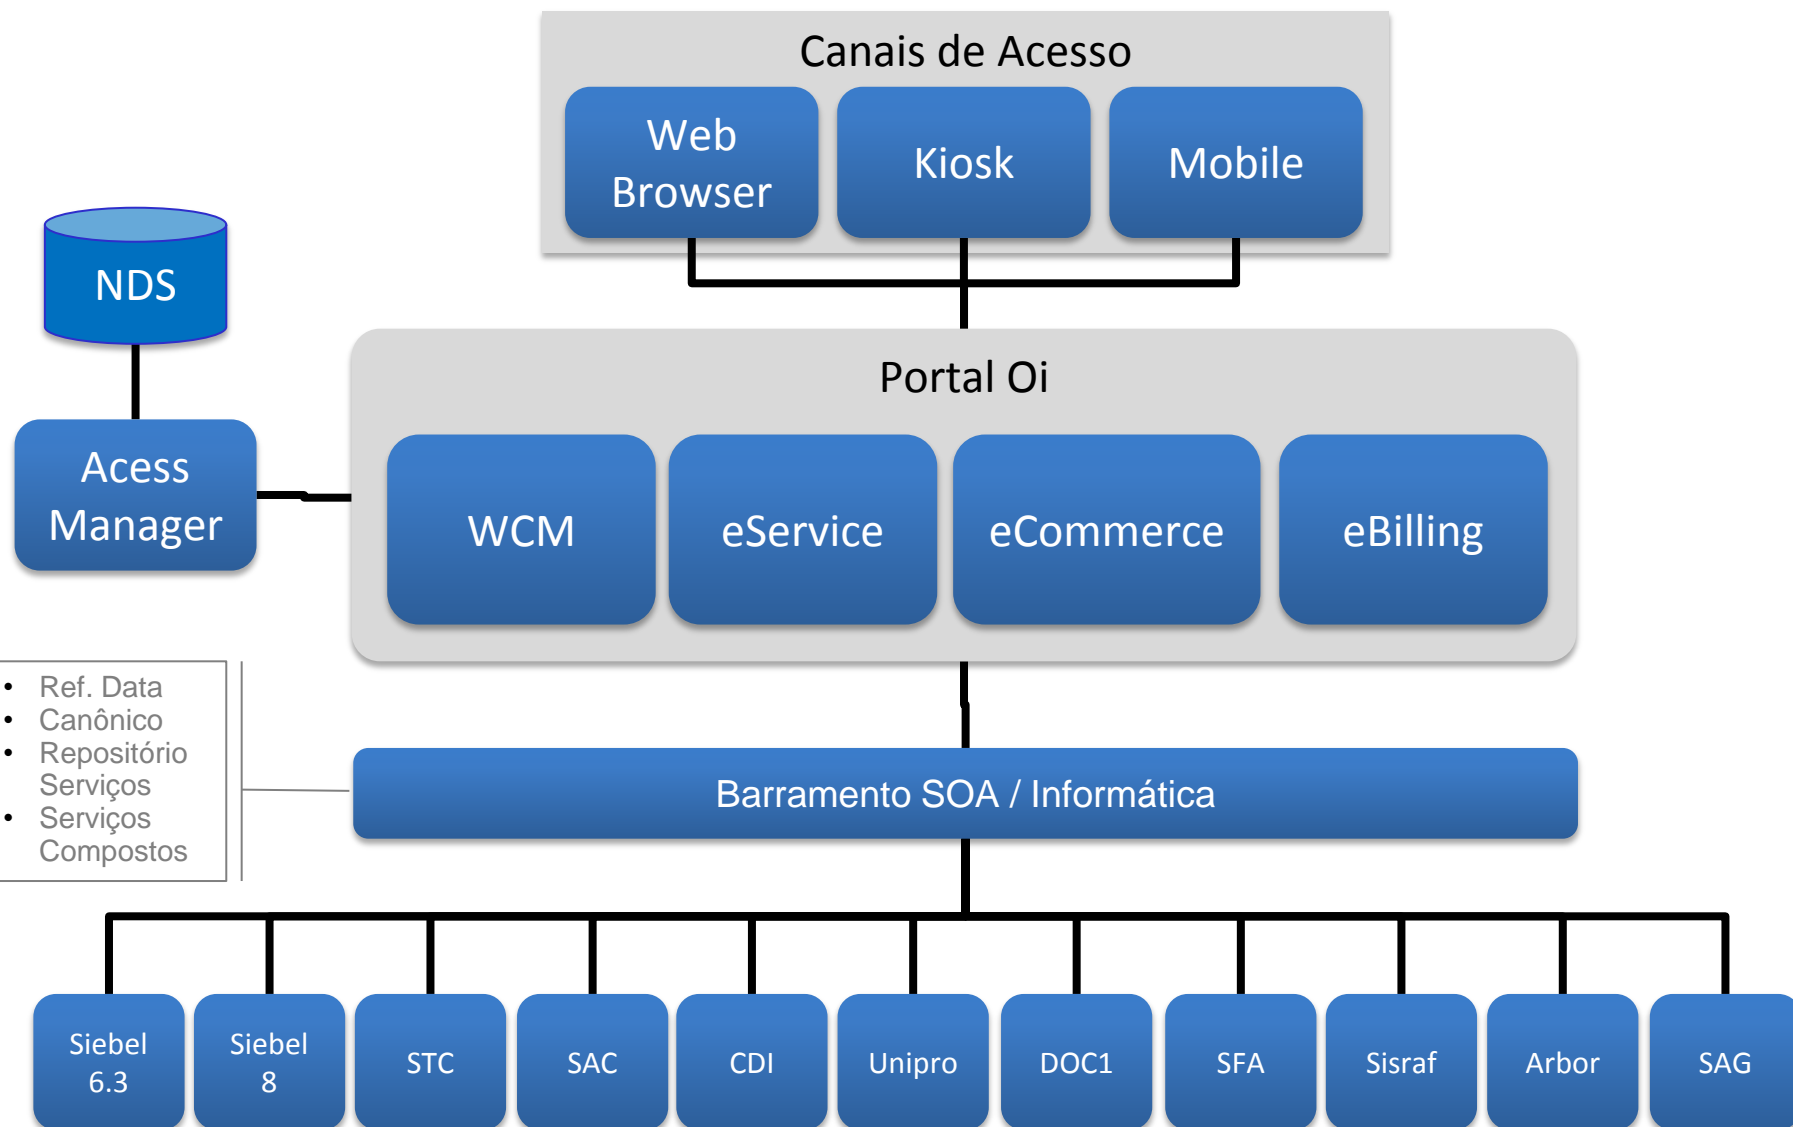 Canais de Acesso
Web
Browser
Kiosk
Mobile
NDS
Portal Oi
Acess
Manager
WCM
eService
eCommerce
eBilling
• Ref. Data
• Canônico
• Repositório
Serviços
• Serviços
Compostos
Barramento SOA / Informática
Siebel
6.3
Siebel
8
STC
SAC
CDI
Unipro
DOC1
SFA
Sisraf
Arbor
SAG